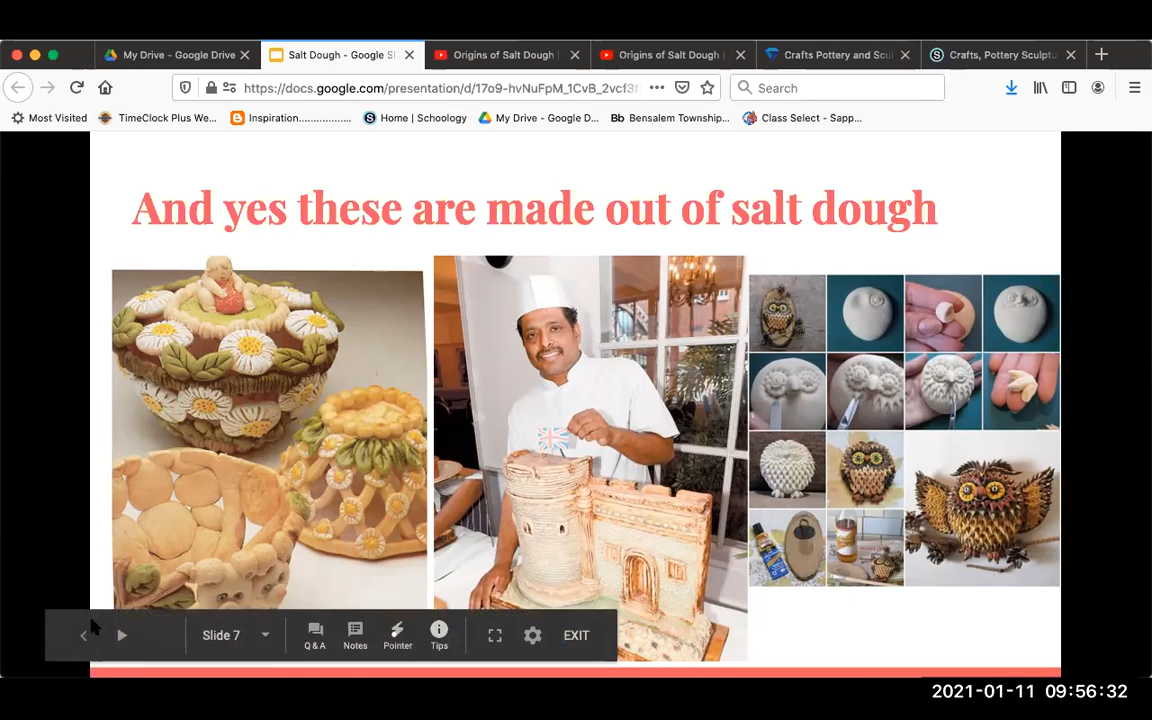 My Drive - Google Drive
Salt Dough - Google Sl
Origins of Salt Dough |
Origins of Salt Dough |
Crafts Pottery and Scul
Crafts, Pottery Sculptu
https://docs.google.com/presentation/d/17o9-hvNuFpM_1CvB_2vcf3f
Search
Most Visited
TimeClock Plus We...
Inspiration...................
Home | Schoology
My Drive - Google D...
Bb Bensalem Township...
Class Select - Sapp...
And yes these are made out of salt dough
Slide 7
Q & A
Notes
Pointer
Tips
EXIT
2021-01-11 09:56:32